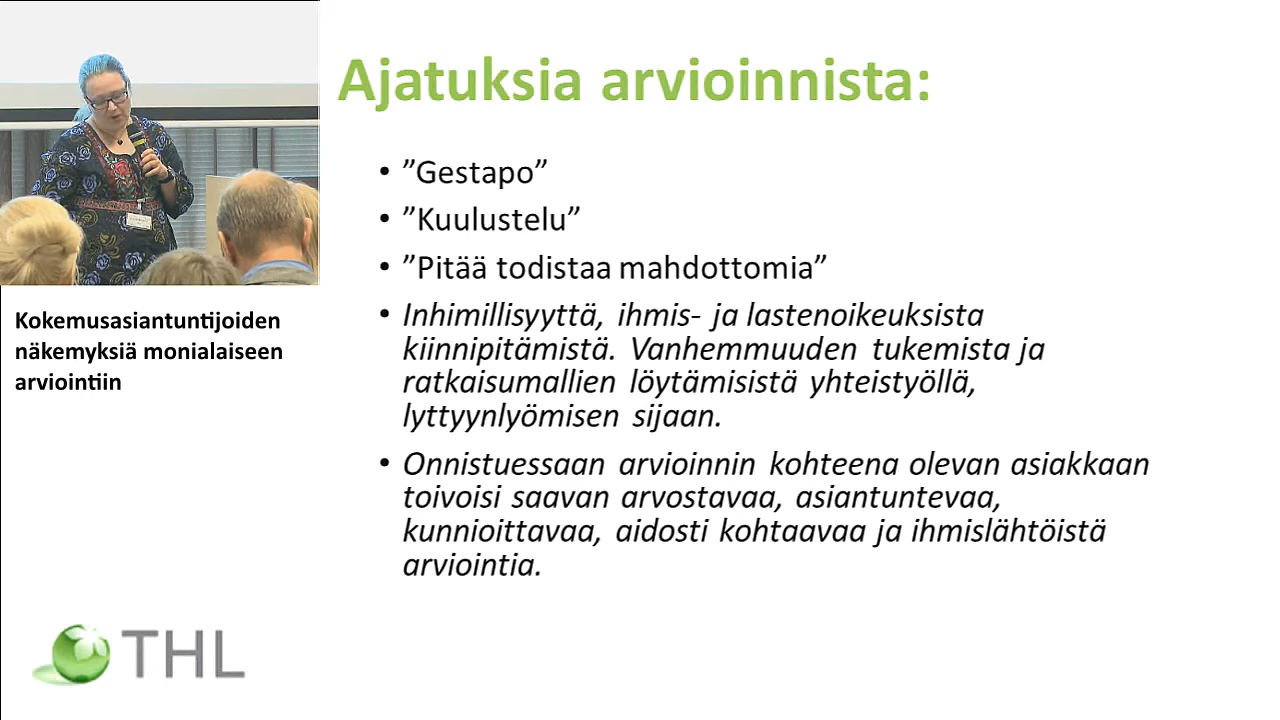 Ajatuksia arvioinnista:
• ”Gestapo”
• ”Kuulustelu”
• ”Pitää todistaa mahdottomia”
• Inhimillisyyttä, ihmis- ja lastenoikeuksista
kiinnipitämistä. Vanhemmuuden tukemista ja
ratkaisumallien löytämisistä yhteistyöllä,
lyttyynlyömisen sijaan.
• Onnistuessaan arvioinnin kohteena olevan asiakkaan
toivoisi saavan arvostavaa, asiantuntevaa,
kunnioittavaa, aidosti kohtaavaa ja ihmislähtöistä
arviointia.
Kokemusasiantuntijoiden
näkemyksiä monialaiseen
arviointiin
THL